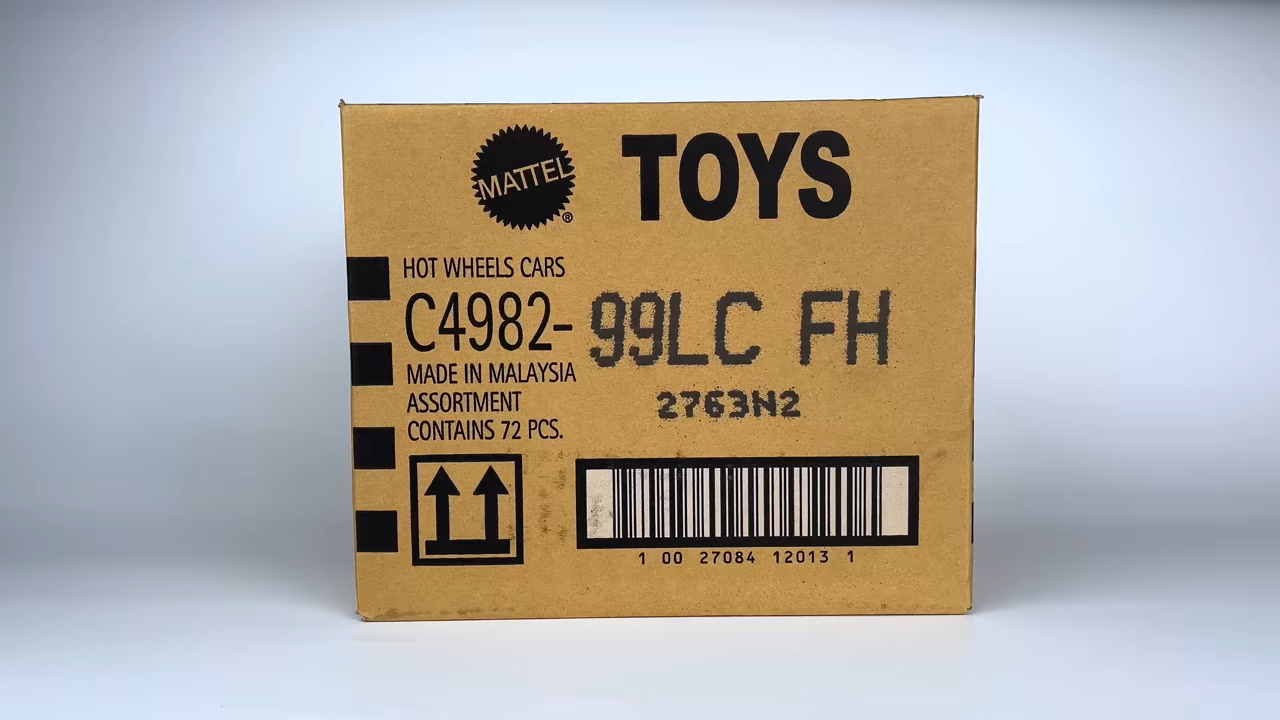 MATTEL®
TOYS
HOT WHEELS CARS
C4982-99LC FH
MADE IN MALAYSIA
2763N2
ASSORTMENT
CONTAINS 72 PCS.
1 00 27084 12013 1